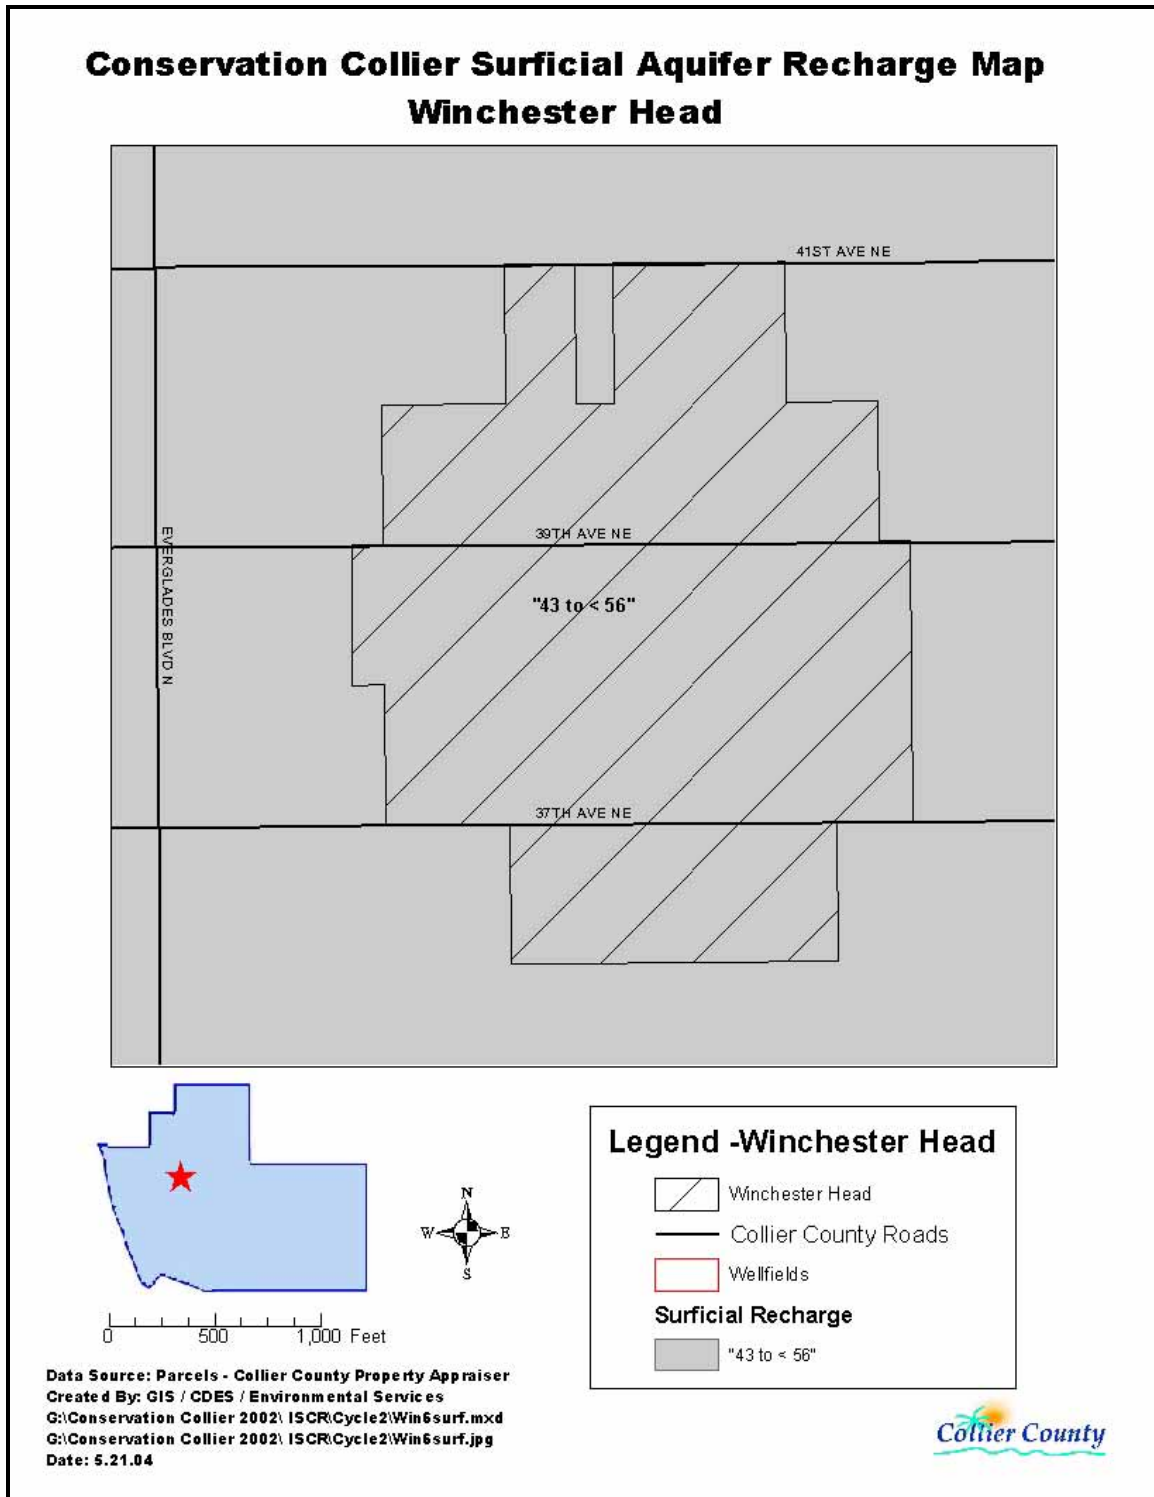 Conservation Collier Surficial Aquifer Recharge Map
Winchester Head
41ST AVE NE
39TH AVE NE
EVERGLADES BLVD N
"43 to < 56"
37TH AVE NE
N
W E
S
0 500 1,000 Feet
Legend -Winchester Head
Winchester Head
Collier County Roads
Wellfields
Surficial Recharge
"43 to < 56"
Data Source: Parcels - Collier County Property Appraiser
Created By: GIS / CDES / Environmental Services
G:\Conservation Collier 2002\ ISCR\Cycle2\Win6surf.mxd
G:\Conservation Collier 2002\ ISCR\Cycle2\Win6surf.jpg
Date: 5.21.04
Collier County